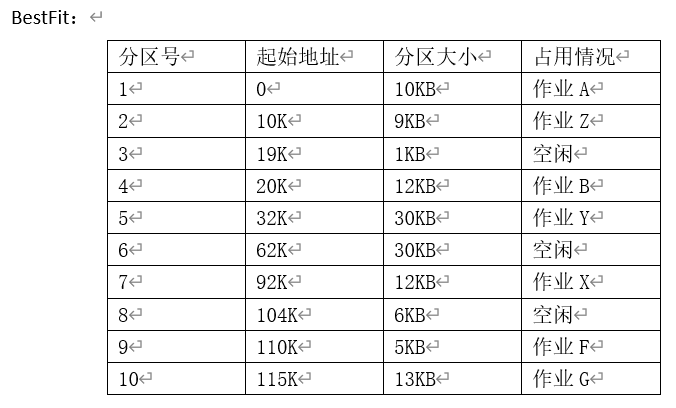 BestFit：
分区号 起始地址 分区大小 占用情况
1 0 10KB 作业 A
2 10K 9KB 作业 Z
3 19K 1KB 空闲
4 20K 12KB 作业 B
5 32K 30KB 作业 Y
6 62K 30KB 空闲
7 92K 12KB 作业 X
8 104K 6KB 空闲
9 110K 5KB 作业 F
10 115K 13KB 作业 G